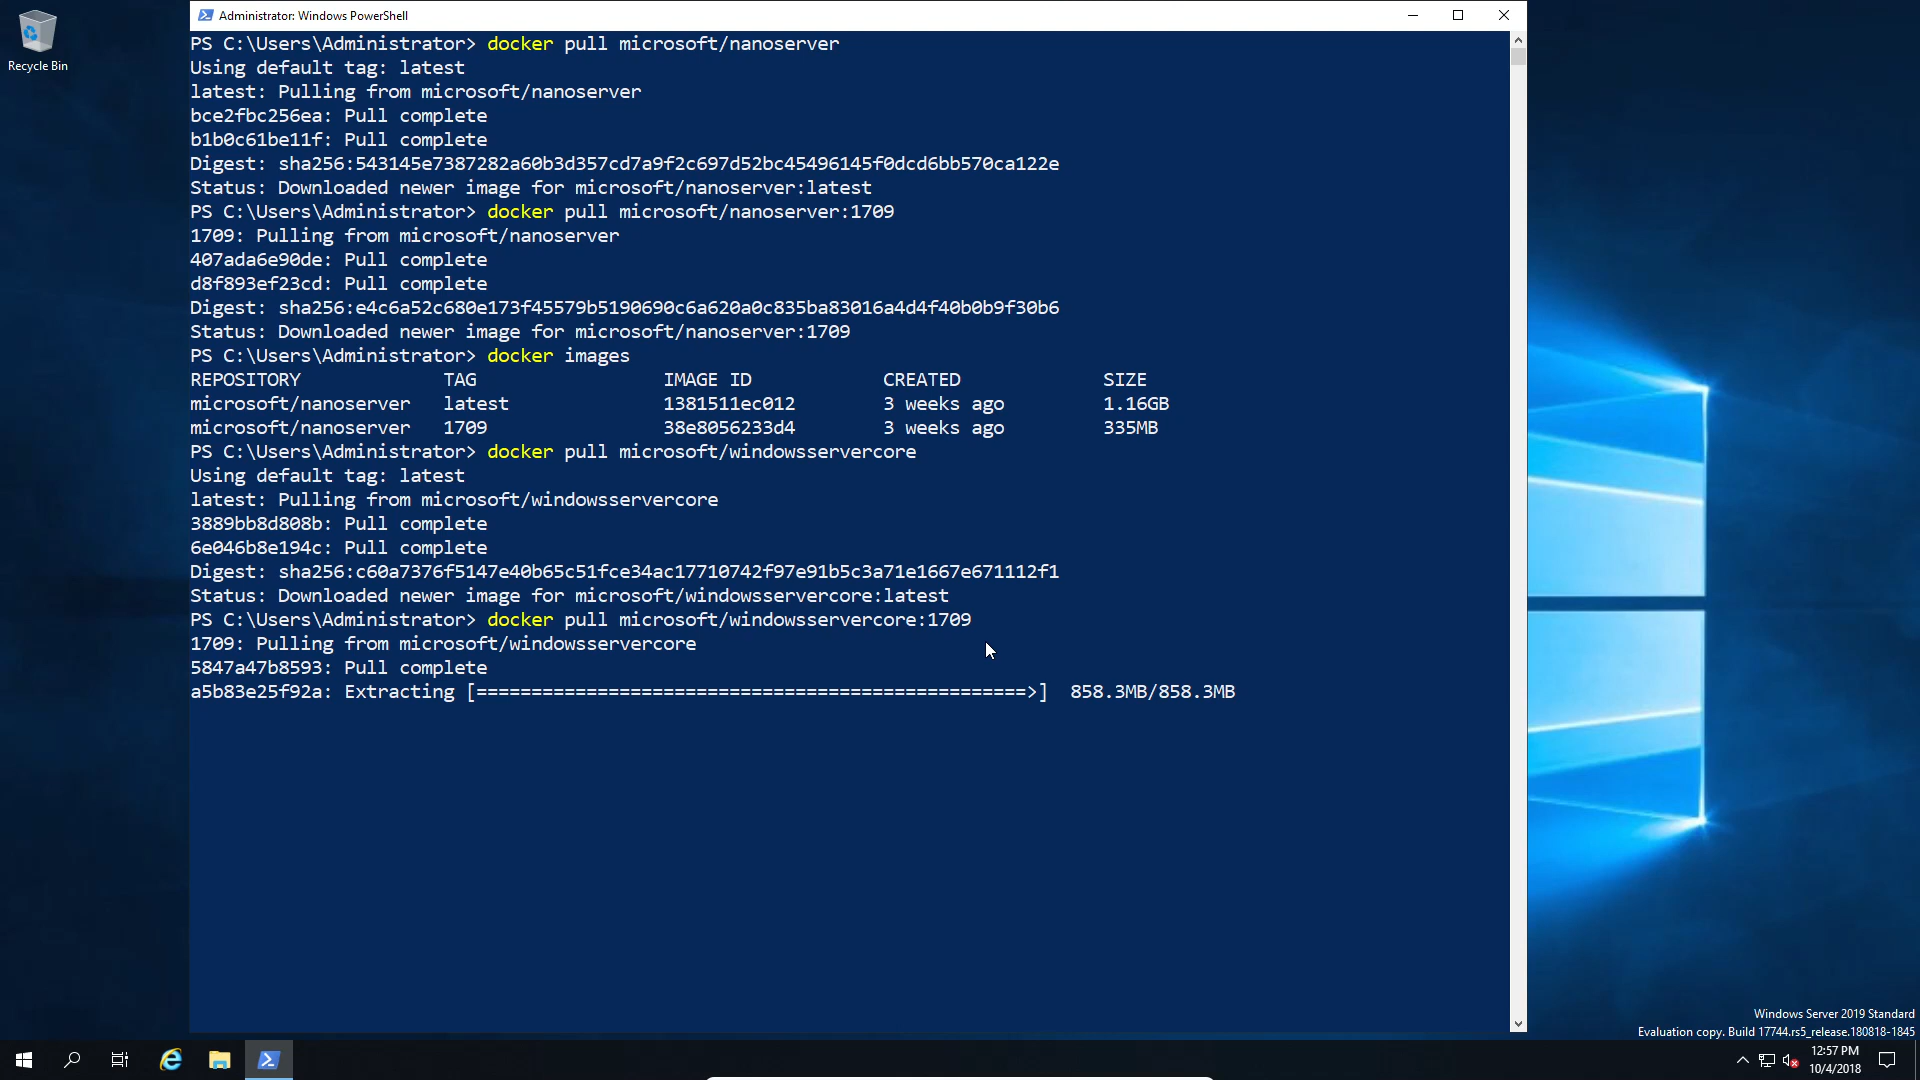 Administrator: Windows PowerShell
Recycle Bin
PS C:\Users\Administrator> docker pull microsoft/nanoserver
Using default tag: latest
latest: Pulling from microsoft/nanoserver
bce2fbc256ea: Pull complete
b1b0c61be11f: Pull complete
Digest: sha256:543145e7387282a60b3d357cd7a9f2c697d52bc45496145f0dcd6bb570ca122e
Status: Downloaded newer image for microsoft/nanoserver:latest
PS C:\Users\Administrator> docker pull microsoft/nanoserver:1709
1709: Pulling from microsoft/nanoserver
407ada6e90de: Pull complete
d8f893ef23cd: Pull complete
Digest: sha256:e4c6a52c680e173f45579b5190690c6a620a0c835ba83016a4d4f40b0b9f30b6
Status: Downloaded newer image for microsoft/nanoserver:1709
PS C:\Users\Administrator> docker images
REPOSITORY TAG IMAGE ID CREATED SIZE
microsoft/nanoserver latest 1381511ec012 3 weeks ago 1.16GB
microsoft/nanoserver 1709 38e8056233d4 3 weeks ago 335MB
PS C:\Users\Administrator> docker pull microsoft/windowsservercore
Using default tag: latest
latest: Pulling from microsoft/windowsservercore
3889bb8d808b: Pull complete
6e046b8e194c: Pull complete
Digest: sha256:c60a7376f5147e40b65c51fce34ac17710742f97e91b5c3a71e1667e671112f1
Status: Downloaded newer image for microsoft/windowsservercore:latest
PS C:\Users\Administrator> docker pull microsoft/windowsservercore:1709
1709: Pulling from microsoft/windowsservercore
5847a47b8593: Pull complete
a5b83e25f92a: Extracting [==================================================>] 858.3MB/858.3MB
Windows Server 2019 Standard
Evaluation copy. Build 17744.rs5_release.180818-1845
12:57 PM
10/4/2018